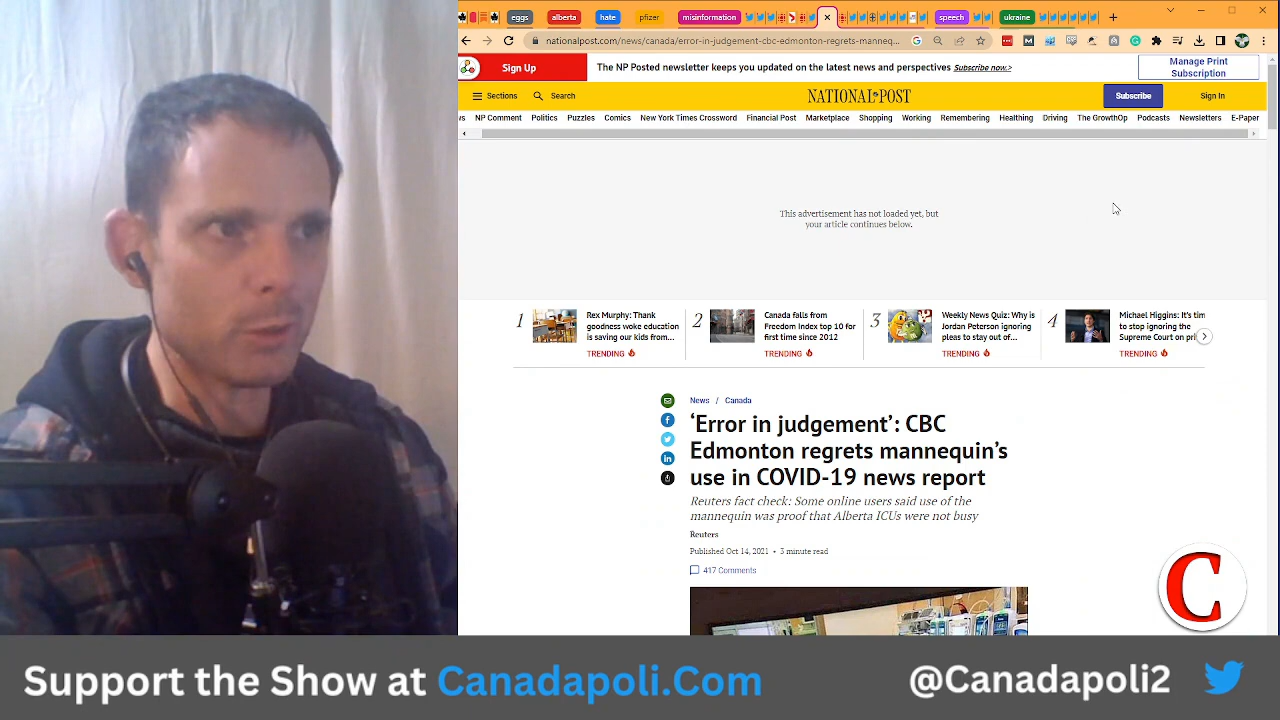 eggs
alberta
hate
pfizer
misinformation
speech
ukraine
nationalpost.com/news/canada/error-in-judgement-cbc-edmonton-regrets-manneq...
Sign Up
The NP Posted newsletter keeps you updated on the latest news and perspectives Subscribe now.>
Manage Print
Subscription
Sections
Search
NATIONAL POST
Subscribe
Sign In
NP Comment Politics Puzzles Comics New York Times Crossword Financial Post Marketplace Shopping Working Remembering Healthing Driving The GrowthOp Podcasts Newsletters E-Paper
This advertisement has not loaded yet, but
your article continues below.
1
Rex Murphy: Thank
goodness woke education
is saving our kids from...
TRENDING
2
Canada falls from
Freedom Index top 10 for
first time since 2012
TRENDING
3
Weekly News Quiz: Why is
Jordan Peterson ignoring
pleas to stay out of...
TRENDING
4
Michael Higgins: It's tim
to stop ignoring the
Supreme Court on pri
TRENDING
News / Canada
‘Error in judgement’: CBC
Edmonton regrets mannequin’s
use in COVID-19 news report
Reuters fact check: Some online users said use of the
mannequin was proof that Alberta ICUs were not busy
Reuters
Published Oct 14, 2021 • 3 minute read
417 Comments
C
Support the Show at Canadapoli.Com
@Canadapoli2